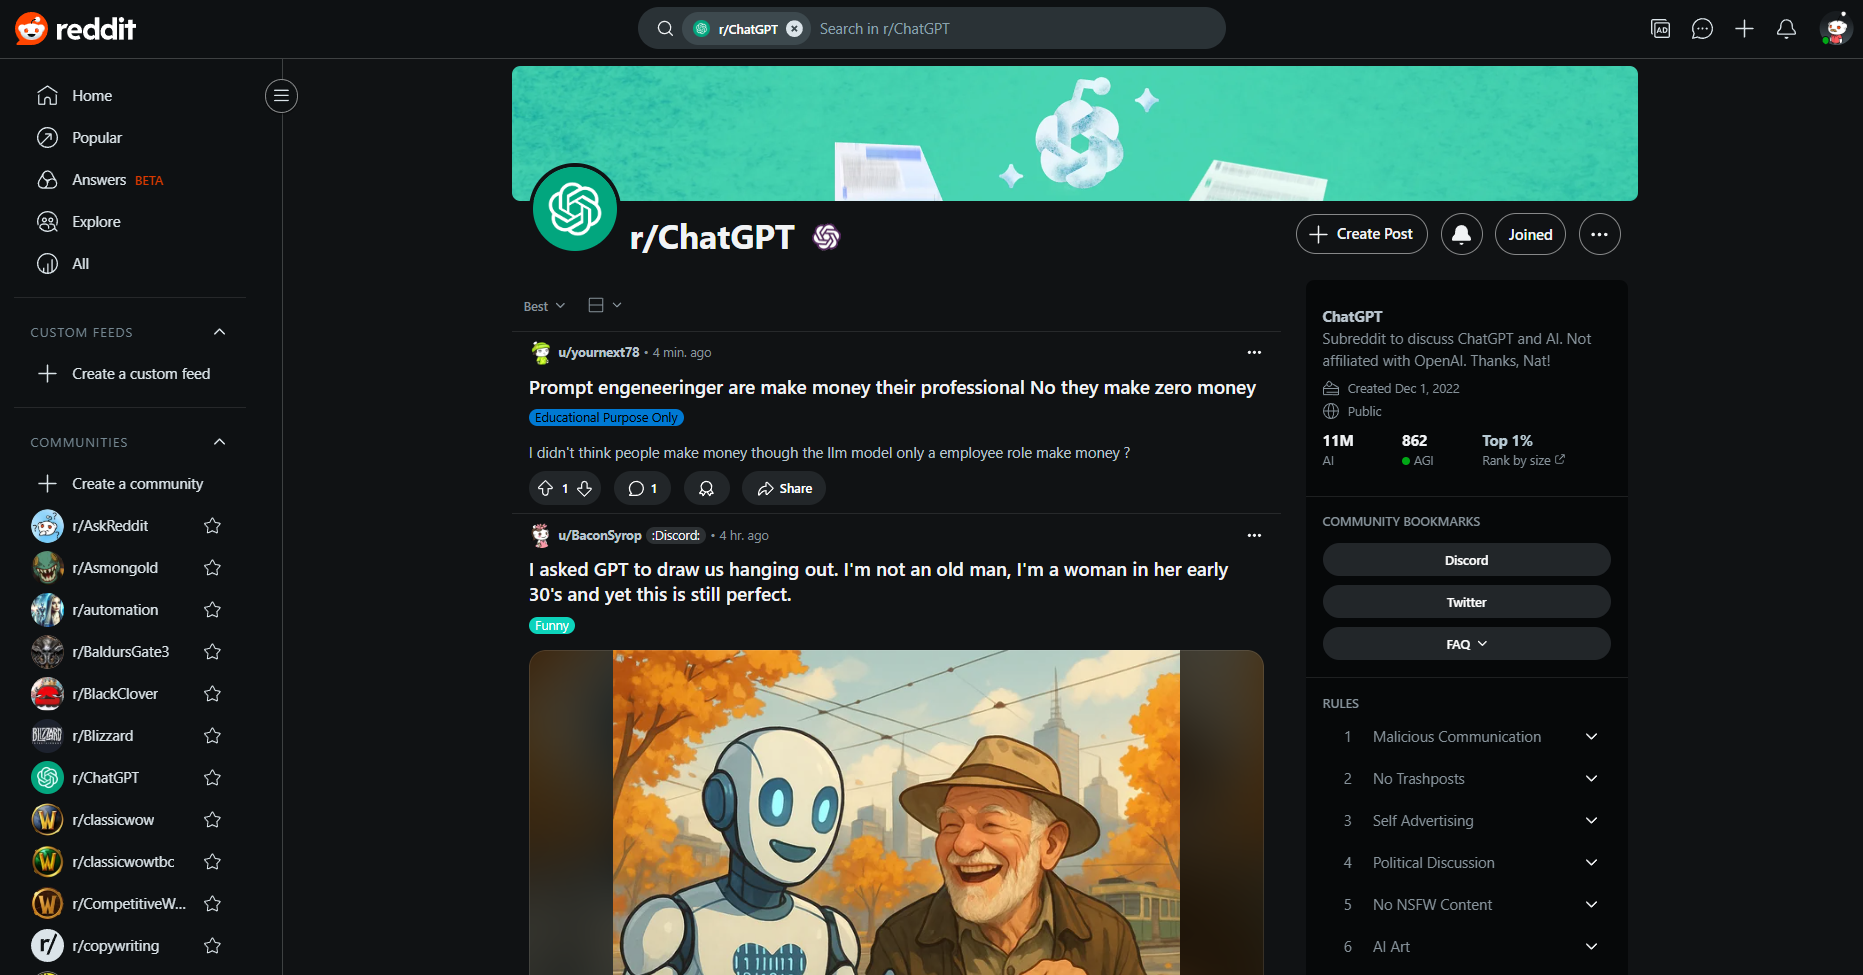 reddit
r/ChatGPT
Search in r/ChatGPT
AD
Home
Popular
Answers BETA
Explore
All
CUSTOM FEEDS
Create a custom feed
COMMUNITIES
Create a community
r/AskReddit
r/Asmongold
r/automation
r/BaldursGate3
r/BlackClover
BLIZZARD
r/Blizzard
r/ChatGPT
W
r/classicwow
W
r/classicwowtbc
W
r/CompetitiveW...
r/
r/copywriting
r/ChatGPT
Create Post
Joined
Best
u/yournext78 • 4 min. ago
Prompt engeneeringer are make money their professional No they make zero money
Educational Purpose Only
I didn't think people make money though the llm model only a employee role make money ?
1
1
Share
u/BaconSyrop :Discord: • 4 hr. ago
I asked GPT to draw us hanging out. I'm not an old man, I'm a woman in her early
30's and yet this is still perfect.
Funny
ChatGPT
Subreddit to discuss ChatGPT and AI. Not
affiliated with OpenAI. Thanks, Nat!
Created Dec 1, 2022
Public
11M 862 Top 1%
AI AGI Rank by size
COMMUNITY BOOKMARKS
Discord
Twitter
FAQ
RULES
1 Malicious Communication
2 No Trashposts
3 Self Advertising
4 Political Discussion
5 No NSFW Content
6 AI Art